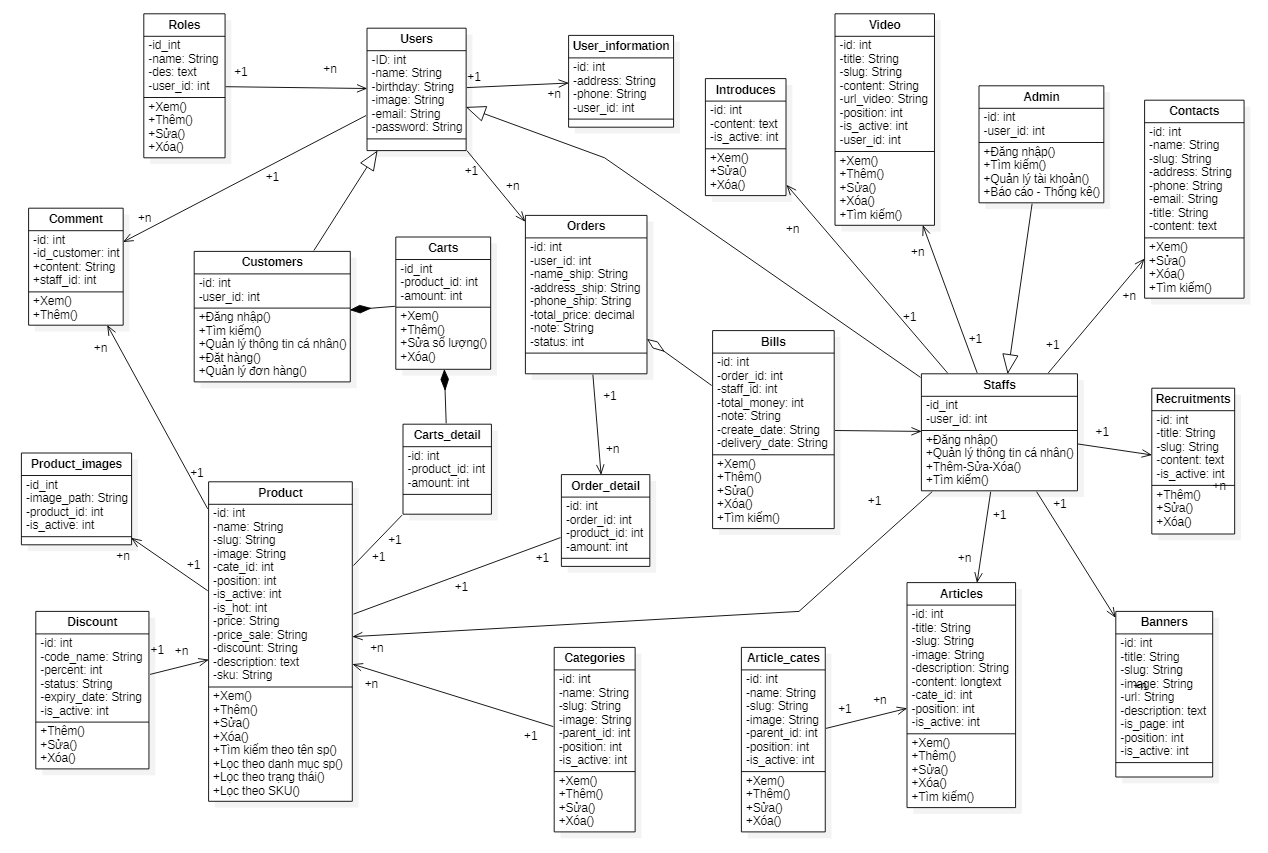 Roles
-id_int
-name: String
-des: text
-user_id: int
+Xem()
+Thêm()
+Sửa()
+Xóa()
+1
+n
Users
-ID: int
-name: String
-birthday: String
-image: String
-email: String
-password: String
+1
+n
User_information
-id: int
-address: String
-phone: String
-user_id: int
Introduces
-id: int
-content: text
-is_active: int
+Xem()
+Sửa()
+Xóa()
+n
+1
Video
-id: int
-title: String
-slug: String
-content: String
-url_video: String
-position: int
-is_active: int
-user_id: int
+Xem()
+Thêm()
+Sửa()
+Xóa()
+Tìm kiếm()
+n
+1
Admin
-id: int
-user_id: int
+Đăng nhập()
+Tìm kiếm()
+Quản lý tài khoản()
+Báo cáo - Thống kê()
Contacts
-id: int
-name: String
-slug: String
-address: String
-phone: String
-email: String
-title: String
-content: text
+Xem()
+Sửa()
+Xóa()
+Tìm kiếm()
+n
+1
+1
+n
+1
+n
Comment
-id: int
-id_customer: int
+content: String
+staff_id: int
+Xem()
+Thêm()
+n
+1
Customers
-id: int
-user_id: int
+Đăng nhập()
+Tìm kiếm()
+Quản lý thông tin cá nhân()
+Đặt hàng()
+Quản lý đơn hàng()
Carts
-id_int
-product_id: int
-amount: int
+Xem()
+Thêm()
+Sửa số lượng()
+Xóa()
Orders
-id: int
-user_id: int
-name_ship: String
-address_ship: String
-phone_ship: String
-total_price: decimal
-note: String
-status: int
+1
+n
Bills
-id: int
-order_id: int
-staff_id: int
-total_money: int
-note: String
-create_date: String
-delivery_date: String
+Xem()
+Thêm()
+Sửa()
+Xóa()
+Tìm kiếm()
Staffs
-id_int
-user_id: int
+Đăng nhập()
+Quản lý thông tin cá nhân()
+Thêm-Sửa-Xóa()
+Tìm kiếm()
+1
Recruitments
-id: int
-title: String
-slug: String
-content: text
-is_active: int
+n
+Thêm()
+Sửa()
+Xóa()
Carts_detail
-id: int
-product_id: int
-amount: int
+1
+1
Order_detail
-id: int
-order_id: int
-product_id: int
-amount: int
+1
+1
Product_images
-id_int
-image_path: String
-product_id: int
-is_active: int
+n
+1
Product
-id: int
-name: String
-slug: String
-image: String
-cate_id: int
-position: int
-is_active: int
-is_hot: int
-price: String
-price_sale: String
-discount: String
-description: text
-sku: String
+Xem()
+Thêm()
+Sửa()
+Xóa()
+Tìm kiếm theo tên sp()
+Lọc theo danh mục sp()
+Lọc theo trạng thái()
+Lọc theo SKU()
+1
+n
+1
+n
+1
Discount
-id: int
-code_name: String
-percent: int
-status: String
-expiry_date: String
-is_active: int
+Thêm()
+Sửa()
+Xóa()
+1
+n
+n
+n
+1
Categories
-id: int
-name: String
-slug: String
-image: String
-parent_id: int
-position: int
-is_active: int
+Xem()
+Thêm()
+Sửa()
+Xóa()
Article_cates
-id: int
-name: String
-slug: String
-image: String
-parent_id: int
-position: int
-is_active: int
+Xem()
+Thêm()
+Sửa()
+Xóa()
+1
+n
Articles
-id: int
-title: String
-slug: String
-image: String
-description: String
-content: longtext
-cate_id: int
-position: int
-is_active: int
+Xem()
+Thêm()
+Sửa()
+Xóa()
+Tìm kiếm()
Banners
-id: int
-title: String
-slug: String
-image: String
-url: String
-description: text
-is_page: int
-position: int
-is_active: int